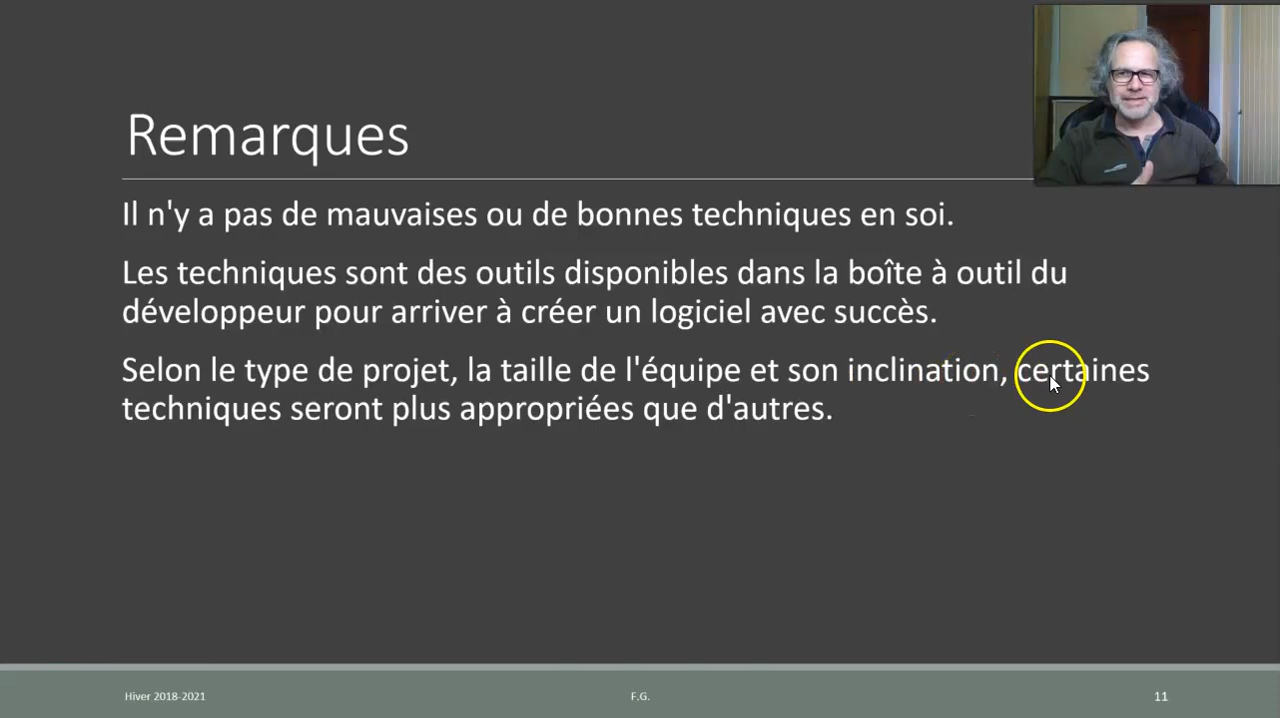 Remarques
Il n'y a pas de mauvaises ou de bonnes techniques en soi.
Les techniques sont des outils disponibles dans la boîte à outil du
développeur pour arriver à créer un logiciel avec succès.
Selon le type de projet, la taille de l'équipe et son inclination, certaines
techniques seront plus appropriées que d'autres.
Hiver 2018-2021
F.G.
11